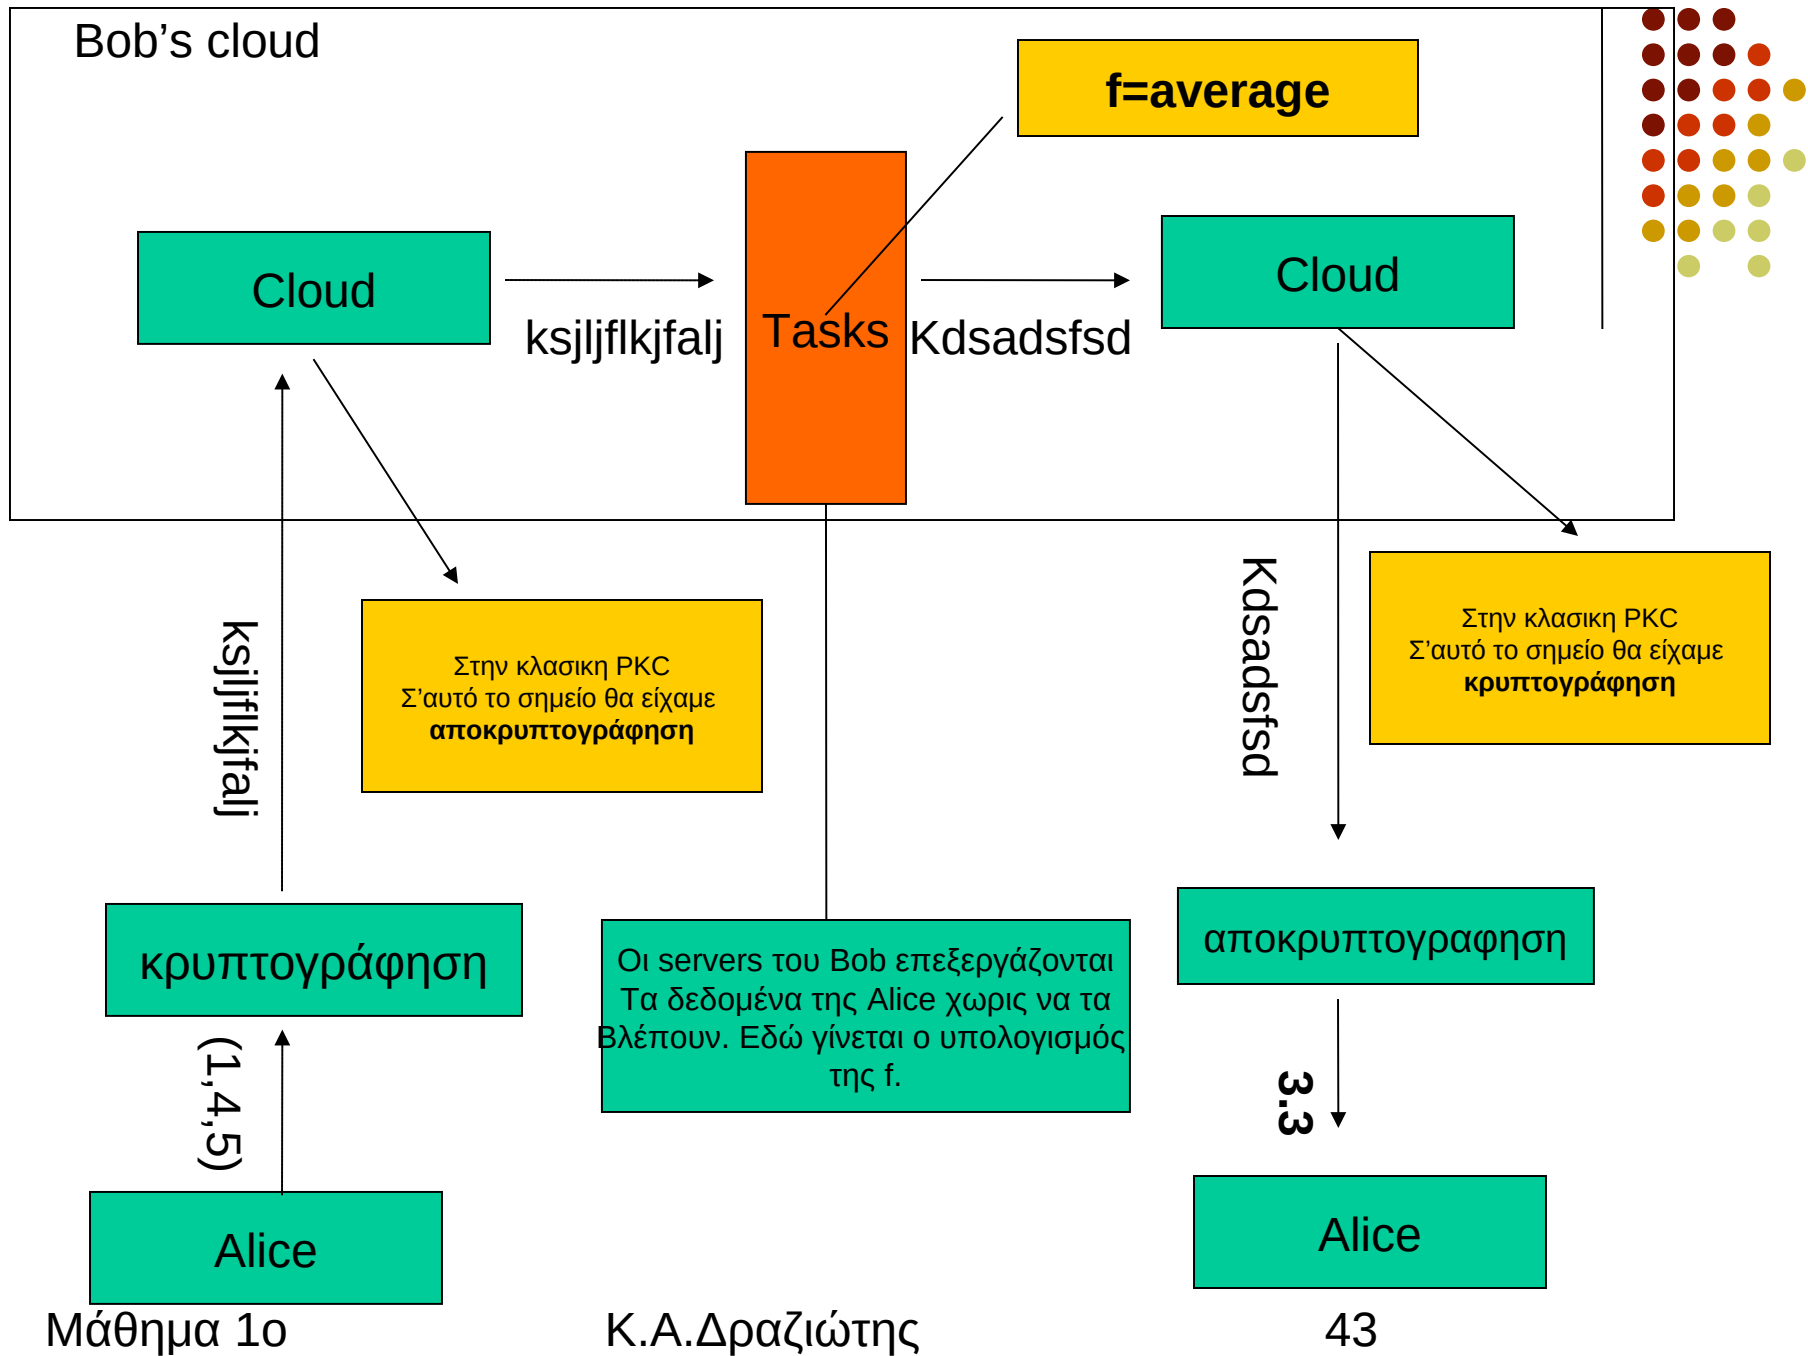 Bob’s cloud
f=average
Cloud
ksjljflkjfalj
Tasks
Kdsadsfsd
Cloud
ksjljflkjfalj
Στην κλασικη PKC
Σ’αυτό το σημείο θα είχαμε
αποκρυπτογράφηση
Kdsadsfsd
Στην κλασικη PKC
Σ’αυτό το σημείο θα είχαμε
κρυπτογράφηση
κρυπτογράφηση
Οι servers του Bob επεξεργάζονται
Τα δεδομένα της Alice χωρις να τα
Βλέπουν. Εδώ γίνεται ο υπολογισμός
της f.
αποκρυπτογραφηση
(1,4,5)
3.3
Alice
Alice
Μάθημα 1ο
Κ.Α.Δραζιώτης
43